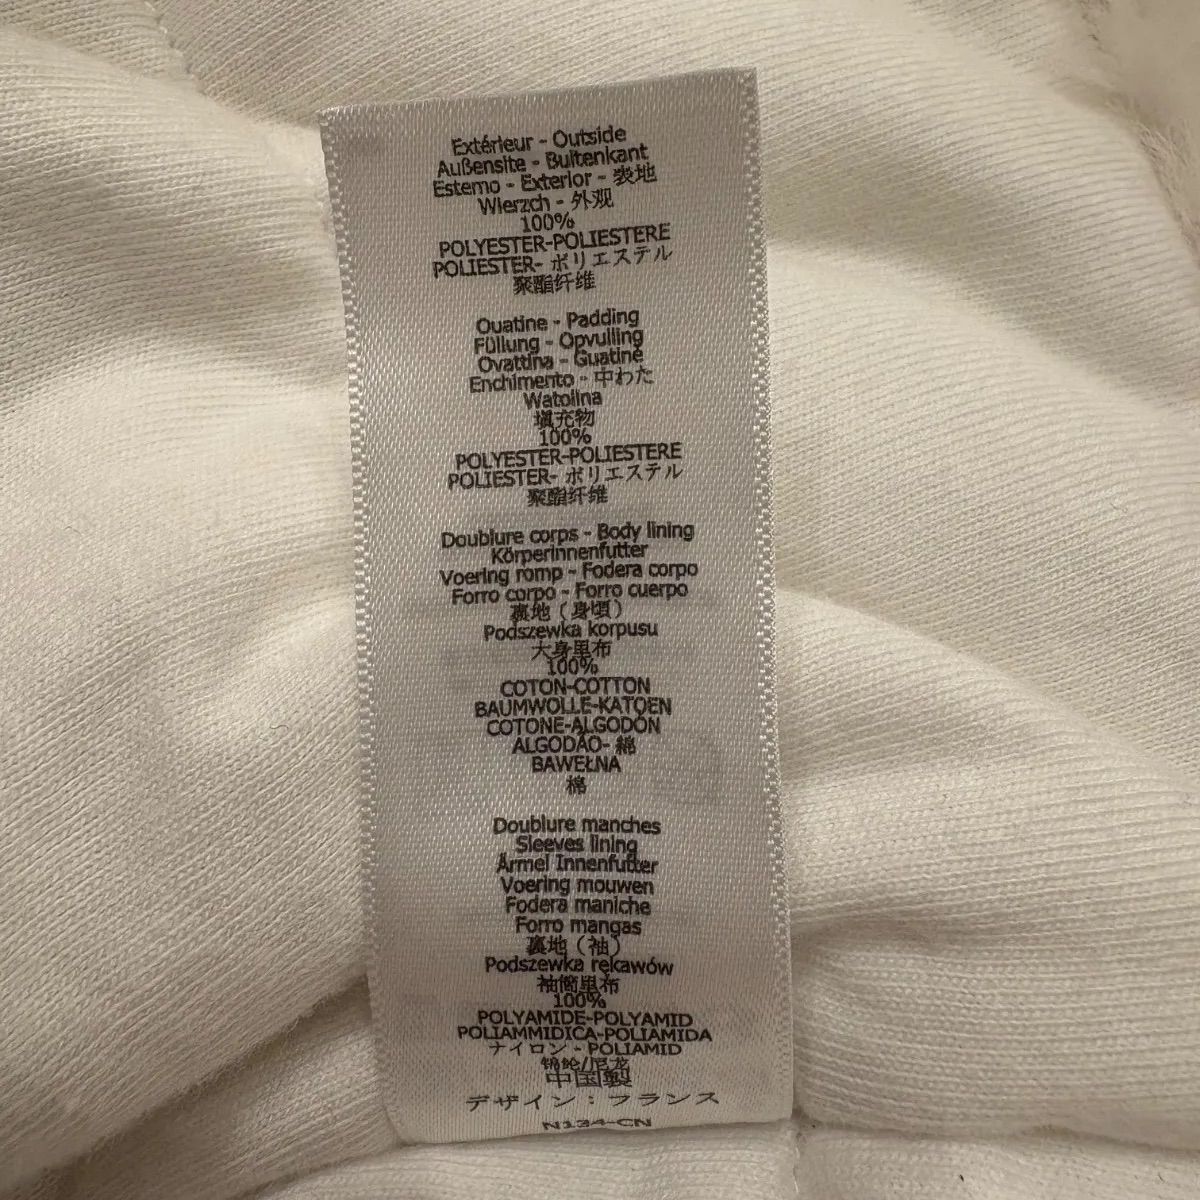 Extérieur - Outside
Außensite - Buitenkant
Esterno - Exterior - 表地
Wierzch - 外观
100%
POLYESTER-POLIESTERE
POLIESTER- ポリエステル
聚酯纤维
Ouatine - Padding
Füllung - Opvulling
Ovattina - Guatiné
Enchimento - 中わた
Watolina
填充物
100%
POLYESTER-POLIESTERE
POLIESTER- ポリエステル
聚酯纤维
Doublure corps - Body lining
Körperinnenfutter
Voering romp - Fodera corpo
Forro corpo - Forro cuerpo
裏地 (身頃)
Podszewka korpusu
大身里布
100%
COTON-COTTON
BAUMWOLLE-KATOEN
COTONE-ALGODÓN
ALGODÃO- 綿
BAWEŁNA
棉
Doublure manches
Sleeves lining
Ärmel Innenfutter
Voering mouwen
Fodera maniche
Forro mangas
裏地 (袖)
Podszewka rękawów
袖筒里布
100%
POLYAMIDE-POLYAMID
POLIAMMIDICA-POLIAMIDA
ナイロン - POLIAMID
锦纶/尼龙
中国製
デザイン : フランス
N134-CN